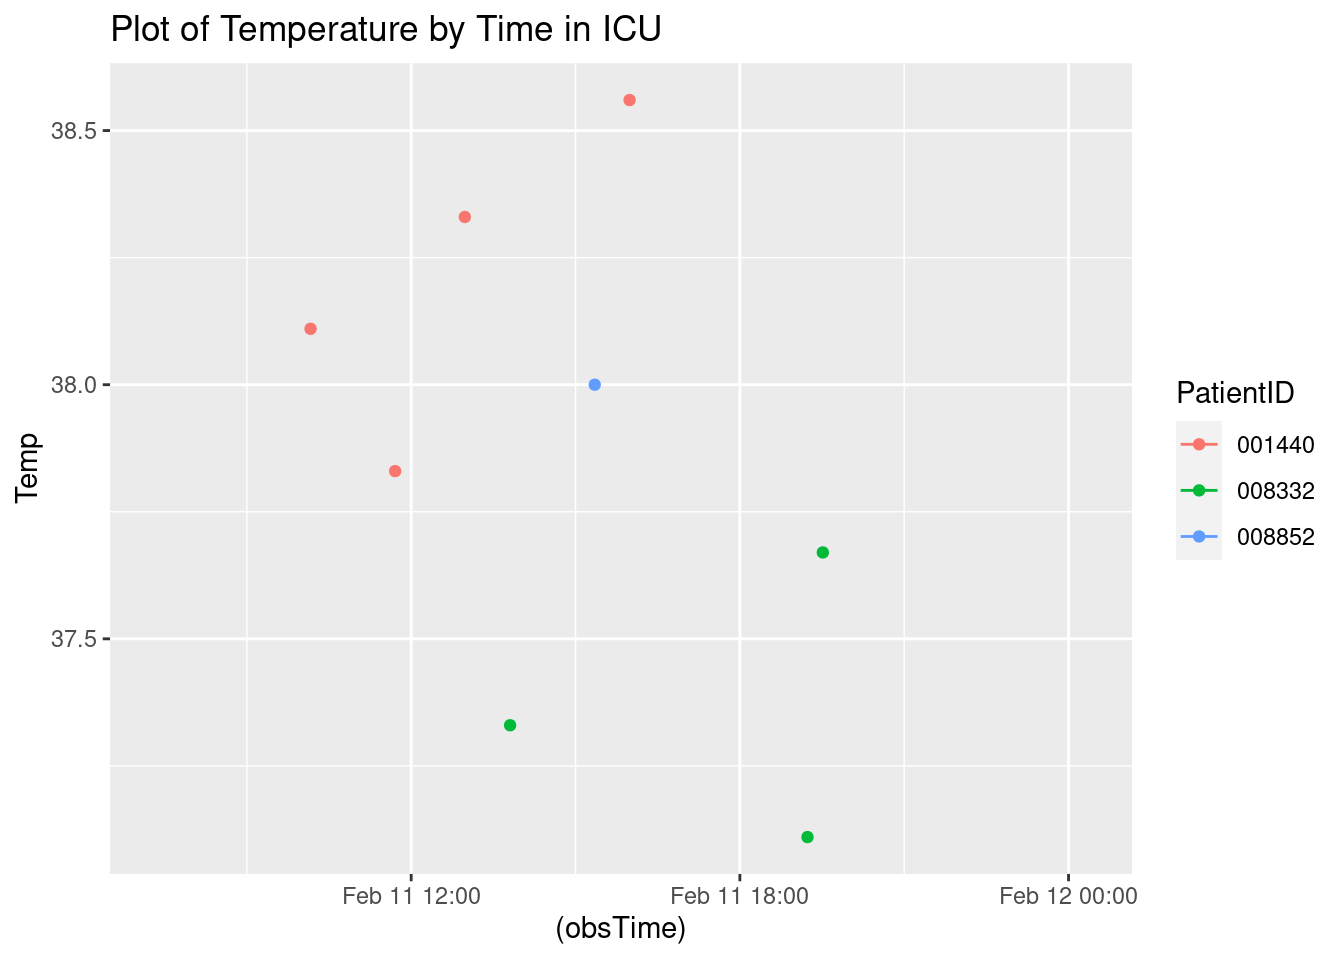 Plot of Temperature by Time in ICU
38.5
38.0
37.5
Temp
Feb 11 12:00
Feb 11 18:00
Feb 12 00:00
(obsTime)
PatientID
001440
008332
008852